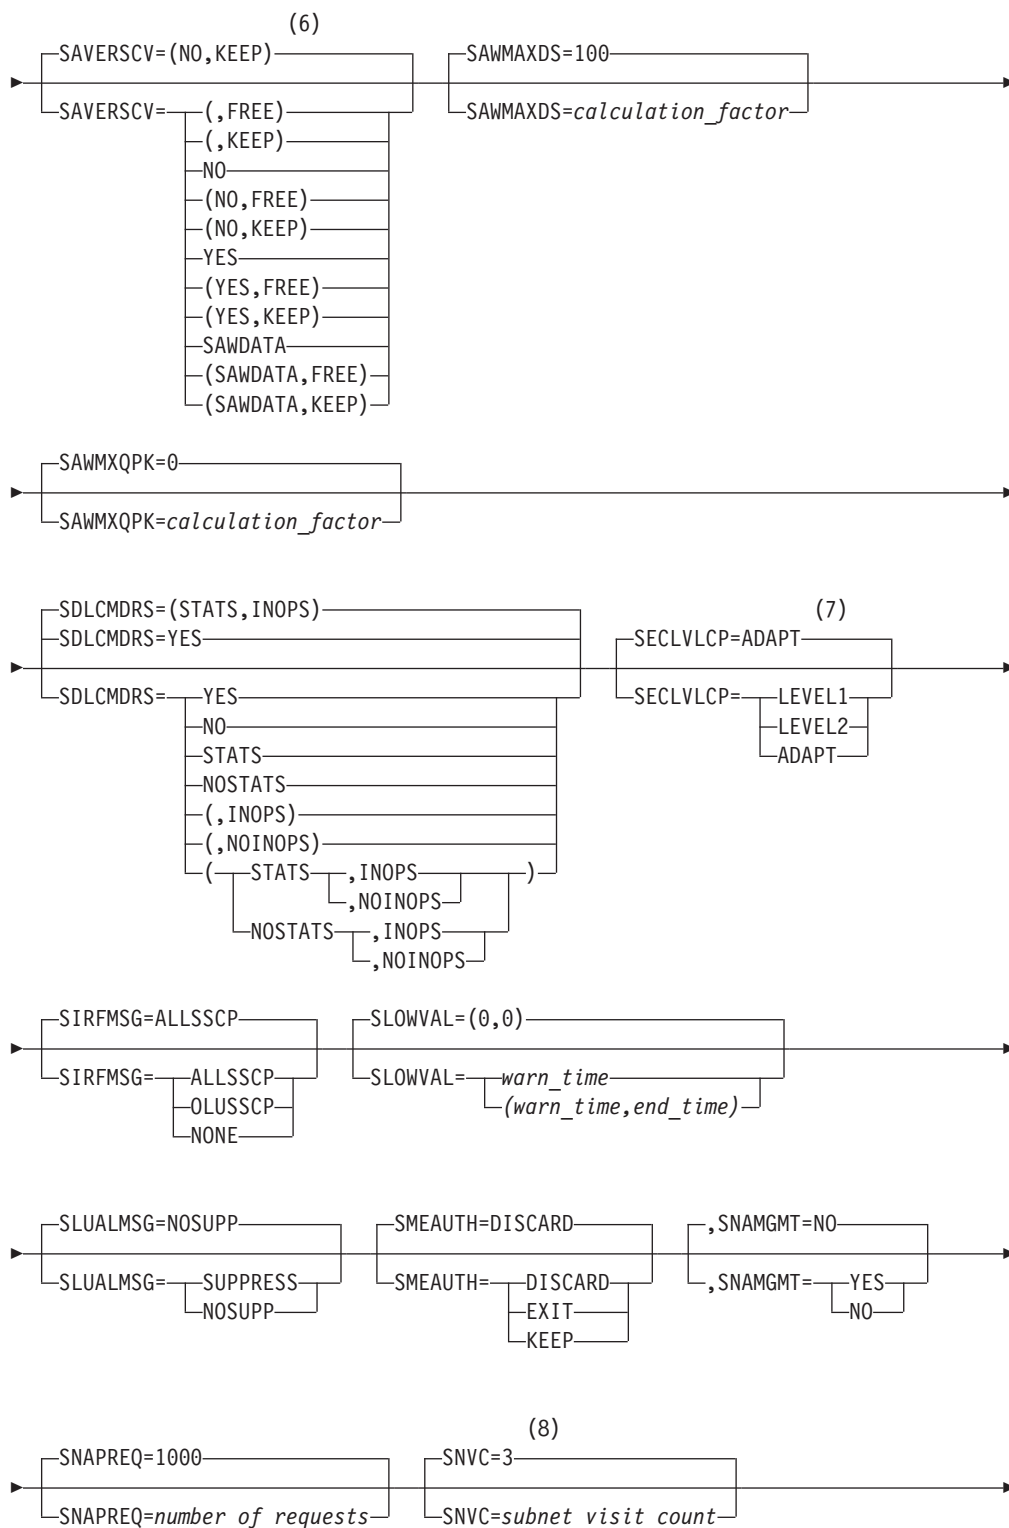 (6)
SAVERSCV=(NO,KEEP) SAWMAXDS=100
SAVERSCV= (,FREE) SAWMAXDS=calculation_factor
(,KEEP)
NO
(NO,FREE)
(NO,KEEP)
YES
(YES,FREE)
(YES,KEEP)
SAWDATA
(SAWDATA,FREE)
(SAWDATA,KEEP)
SAWMXQPK=0
SAWMXQPK=calculation_factor
SDLCMDRS=(STATS,INOPS) (7)
SDLCMDRS=YES SECLVLCP=ADAPT
SDLCMDRS= YES SECLVLCP= LEVEL1
NO LEVEL2
STATS ADAPT
NOSTATS
(,INOPS)
(,NOINOPS)
( STATS ,INOPS )
,NOINOPS
NOSTATS ,INOPS
,NOINOPS
SIRFMSG=ALLSSCP SLOWVAL=(0,0)
SIRFMSG= ALLSSCP SLOWVAL= warn_time
OLUSSCP (warn_time,end_time)
NONE
SLUALMSG=NOSUPP SMEAUTH=DISCARD ,SNAMGMT=NO
SLUALMSG= SUPPRESS SMEAUTH= DISCARD ,SNAMGMT= YES
NOSUPP EXIT NO
KEEP
(8)
SNAPREQ=1000 SNVC=3
SNAPREQ=number of requests SNVC=subnet visit count